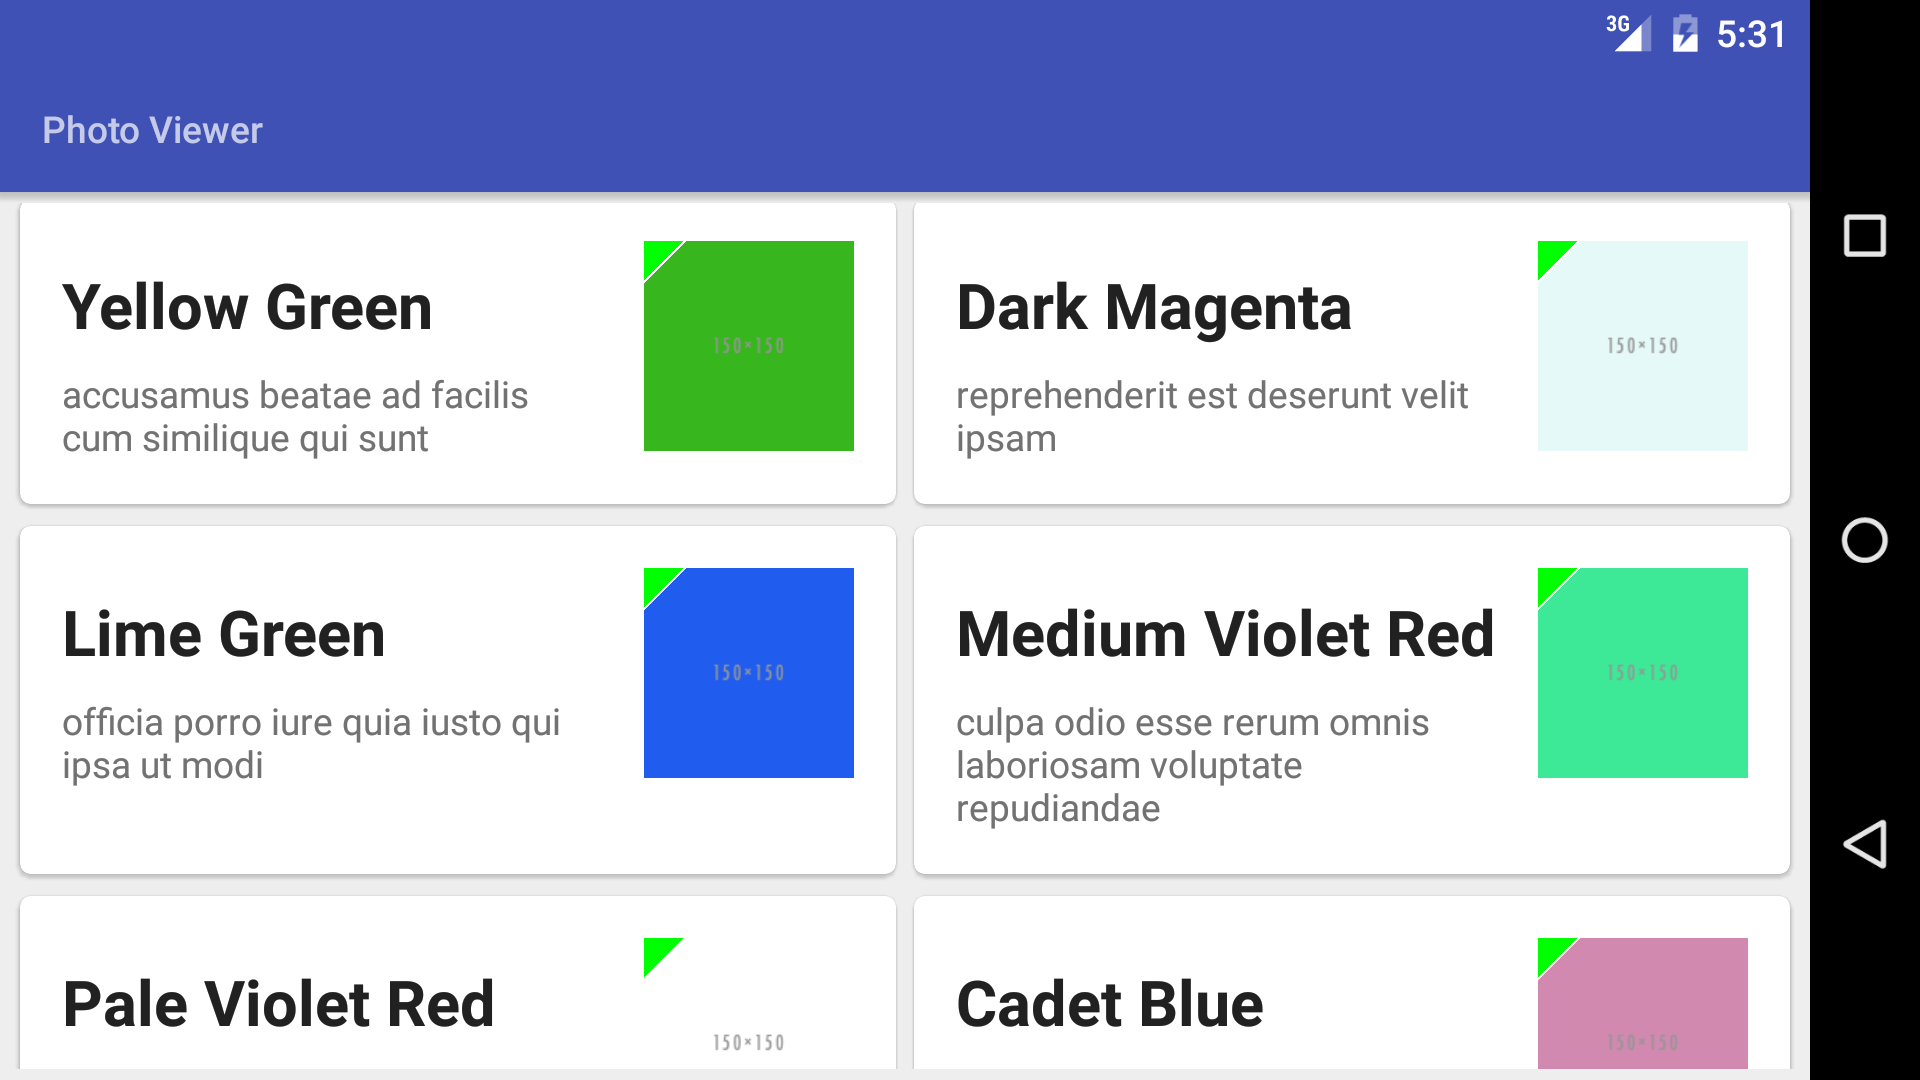 3G 5:31
Photo Viewer
Yellow Green
150×150
accusamus beatae ad facilis
cum similique qui sunt
Dark Magenta
150×150
reprehenderit est deserunt velit
ipsam
Lime Green
150×150
officia porro iure quia iusto qui
ipsa ut modi
Medium Violet Red
150×150
culpa odio esse rerum omnis
laboriosam voluptate
repudiandae
Pale Violet Red
150×150
Cadet Blue
150×150